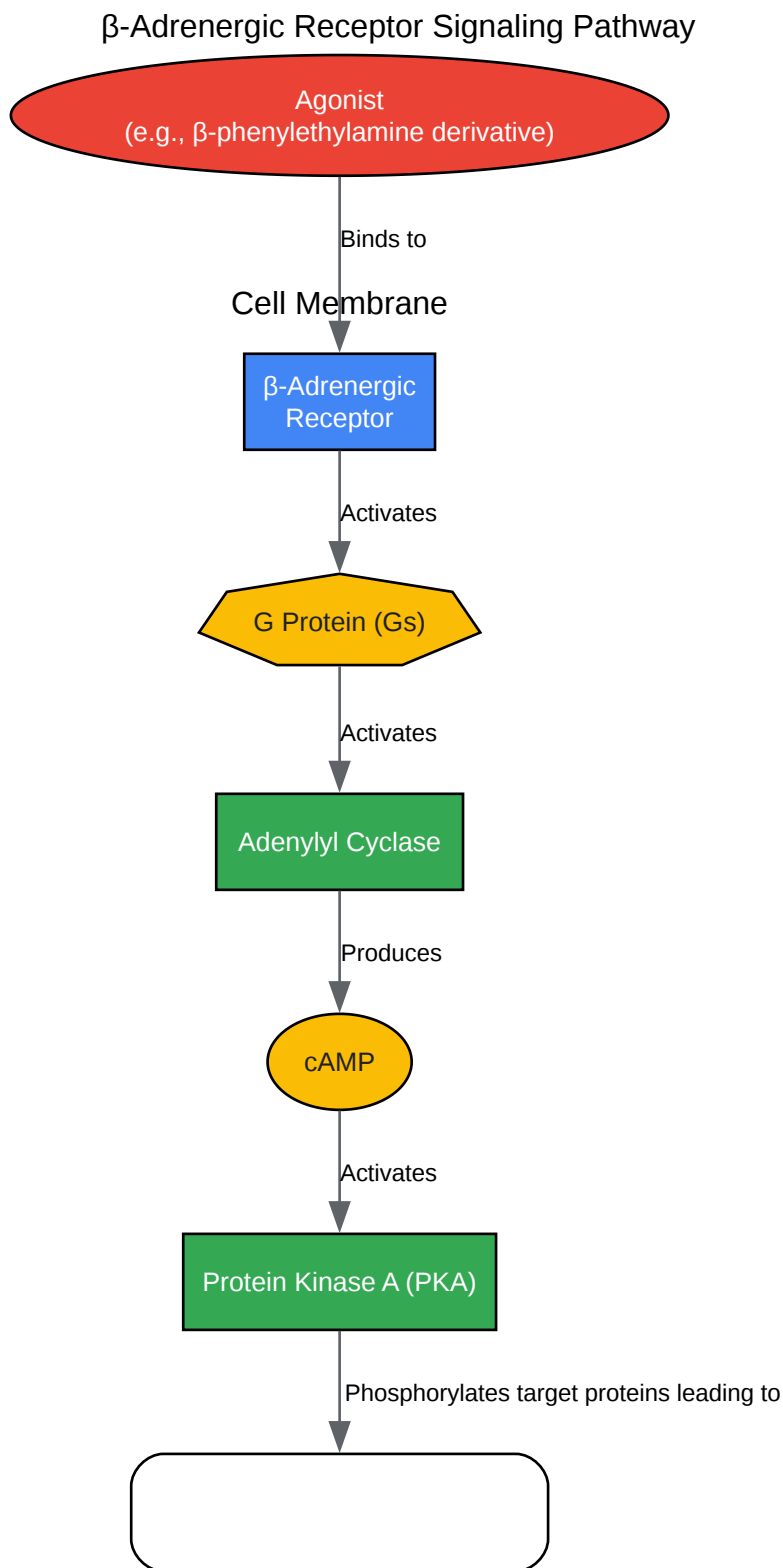 β-Adrenergic Receptor Signaling Pathway
Agonist
(e.g., β-phenylethylamine derivative)
Binds to
Cell Membrane
β-Adrenergic
Receptor
Activates
G Protein (Gs)
Activates
Adenylyl Cyclase
Produces
cAMP
Activates
Protein Kinase A (PKA)
Phosphorylates target proteins leading to